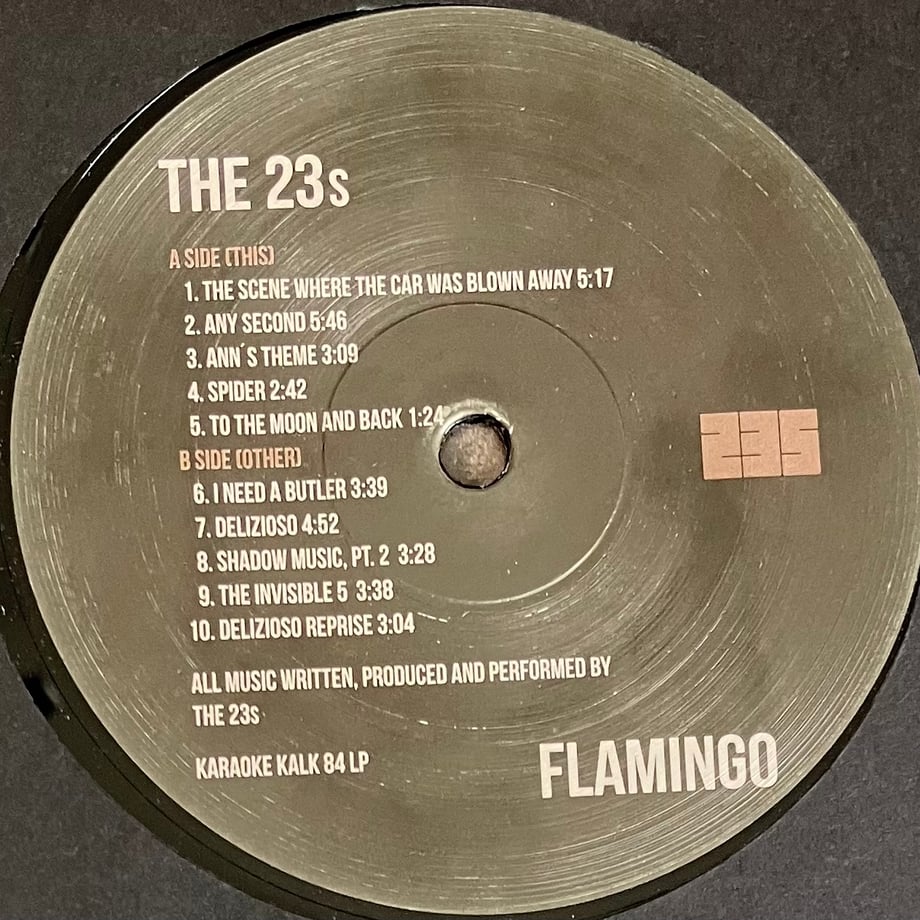 THE 23s
A SIDE (THIS)
1. THE SCENE WHERE THE CAR WAS BLOWN AWAY 5:17
2. ANY SECOND 5:46
3. ANN´S THEME 3:09
4. SPIDER 2:42
5. TO THE MOON AND BACK 1:24
23S
B SIDE (OTHER)
6. I NEED A BUTLER 3:39
7. DELIZIOSO 4:52
8. SHADOW MUSIC, PT. 2 3:28
9. THE INVISIBLE 5 3:38
10. DELIZIOSO REPRISE 3:04
ALL MUSIC WRITTEN, PRODUCED AND PERFORMED BY
THE 23s
KARAOKE KALK 84 LP
FLAMINGO